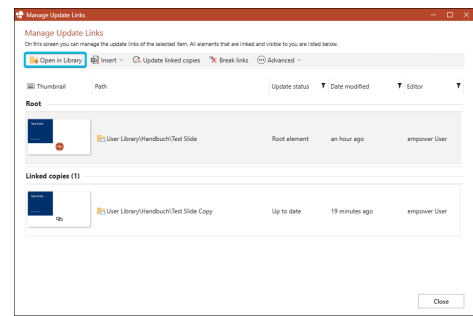 Manage Update Links
Manage Update Links
On this screen you can manage the update links of the selected item. All elements that are linked and visible to you are listed below.
Open in Library Insert Update linked copies Break links Advanced
Thumbnail Path Update status Date modified Editor
Root
User Library\Handbuch\Test Slide Root element an hour ago empower User
Linked copies (1)
User Library\Handbuch\Test Slide Copy Up to date 19 minutes ago empower User
Close